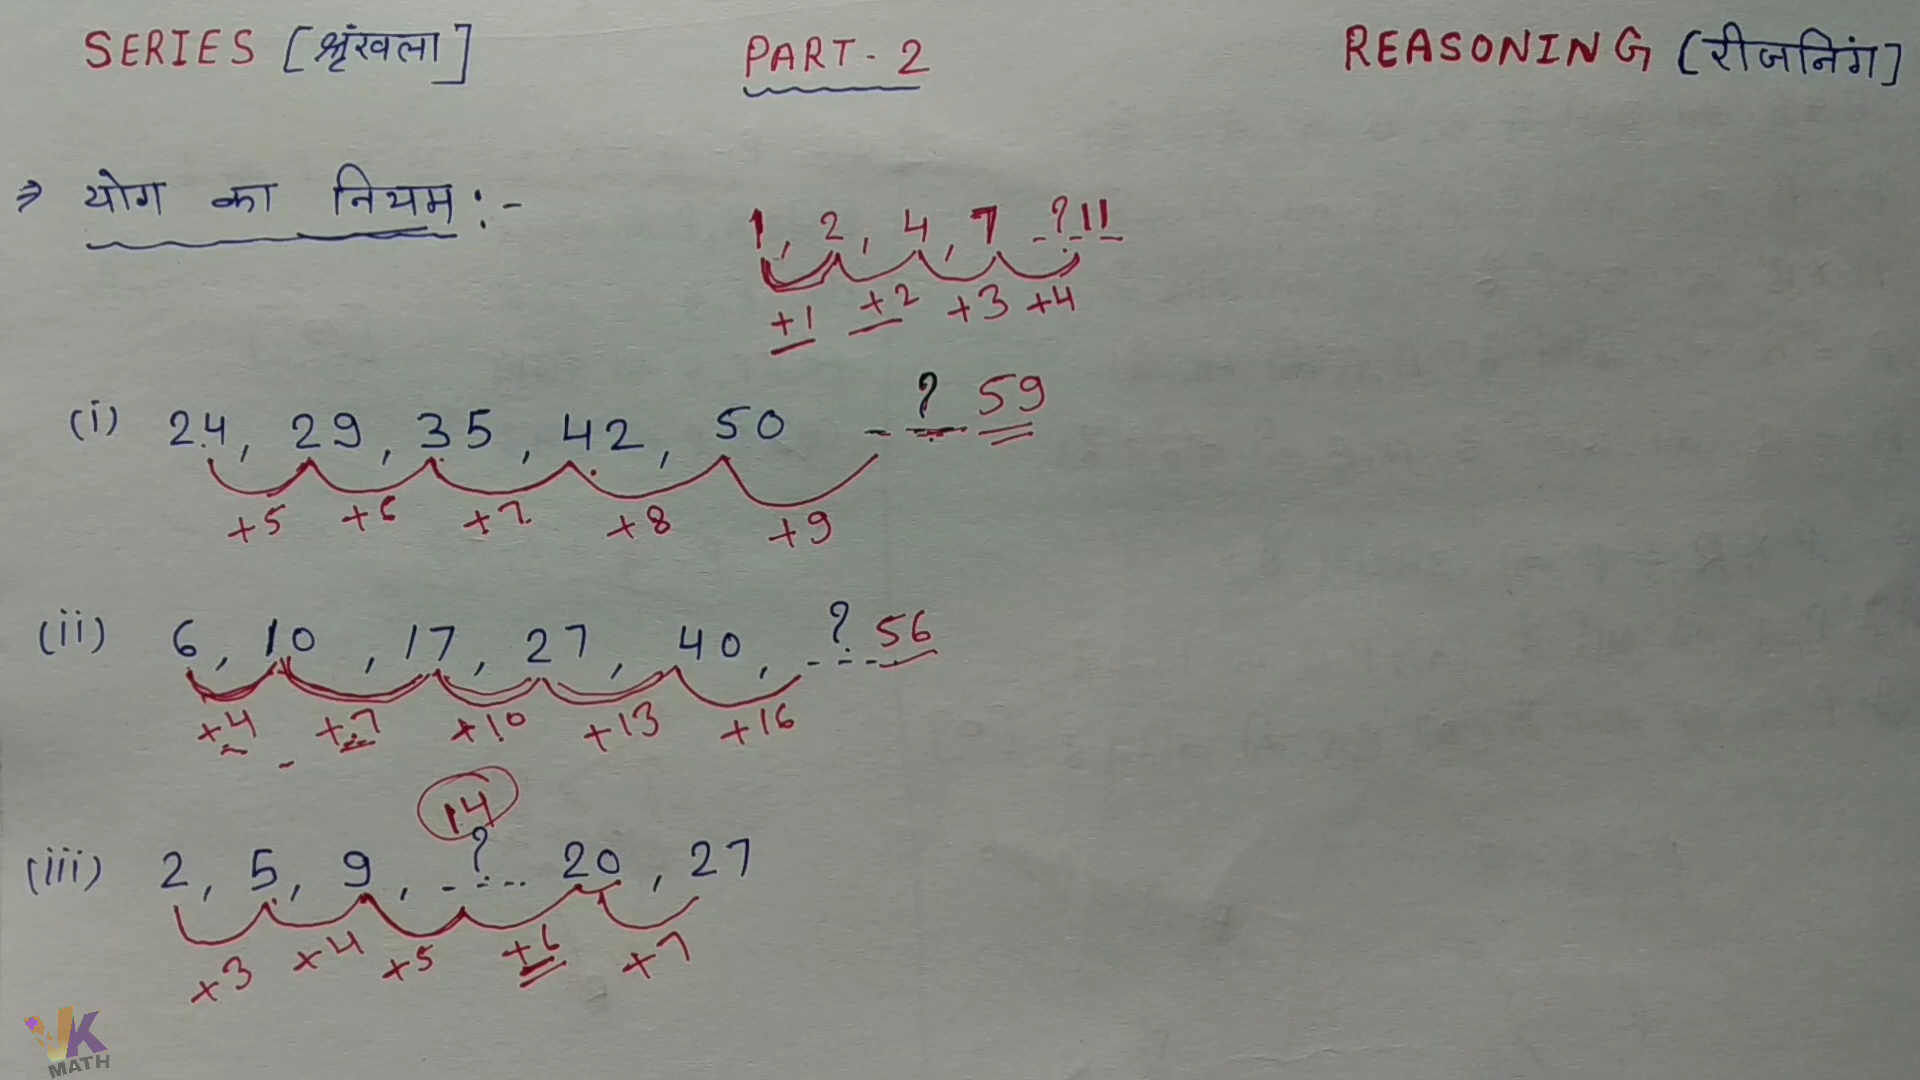 SERIES [श्रृंखला] PART-2 REASONING (रीजनिंग]
⇒ योग का नियम :-
1, 2, 4, 7 ? 11
+1 +2 +3 +4
(i) 24, 29, 35, 42, 50 ? 59
+5 +6 +7 +8 +9
(ii) 6, 10, 17, 27, 40, ? 56
+4 +7 +10 +13 +16
14
(iii) 2, 5, 9, ? 20, 27
+3 +4 +5 +6 +7
VK
MATH